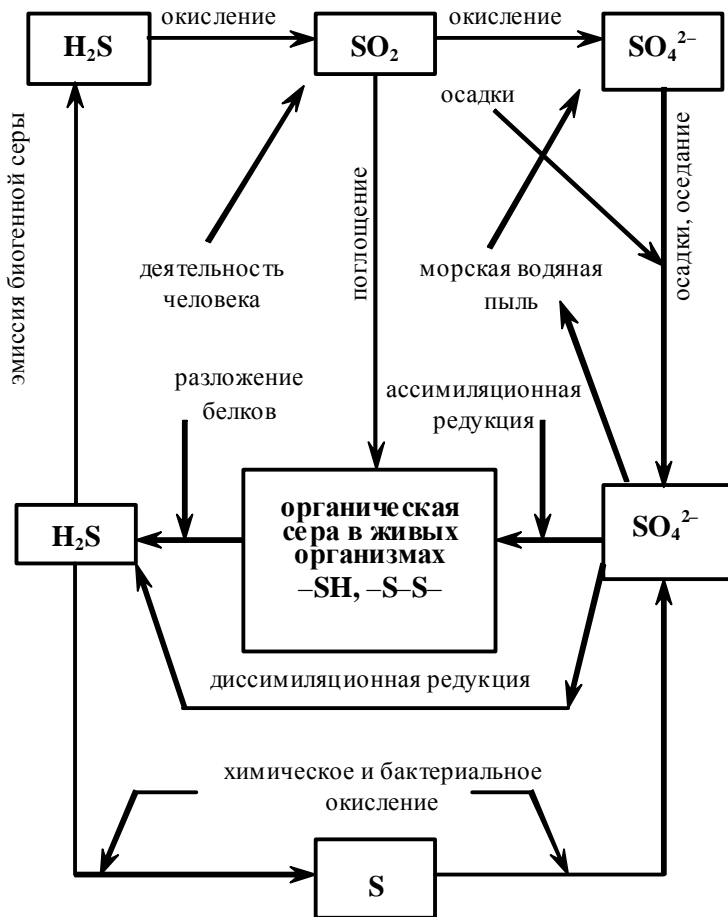 окисление
окисление
H₂S
SO₂
SO₄²⁻
осадки
эмиссия биогенной серы
поглощение
осадки, оседание
деятельность
человека
морская водяная
пыль
разложение
белков
ассимиляционная
редукция
H₂S
органическая
сера в живых
организмах
–SH, –S-S-
SO₄²⁻
диссимиляционная редукция
химическое и бактериальное
окисление
S